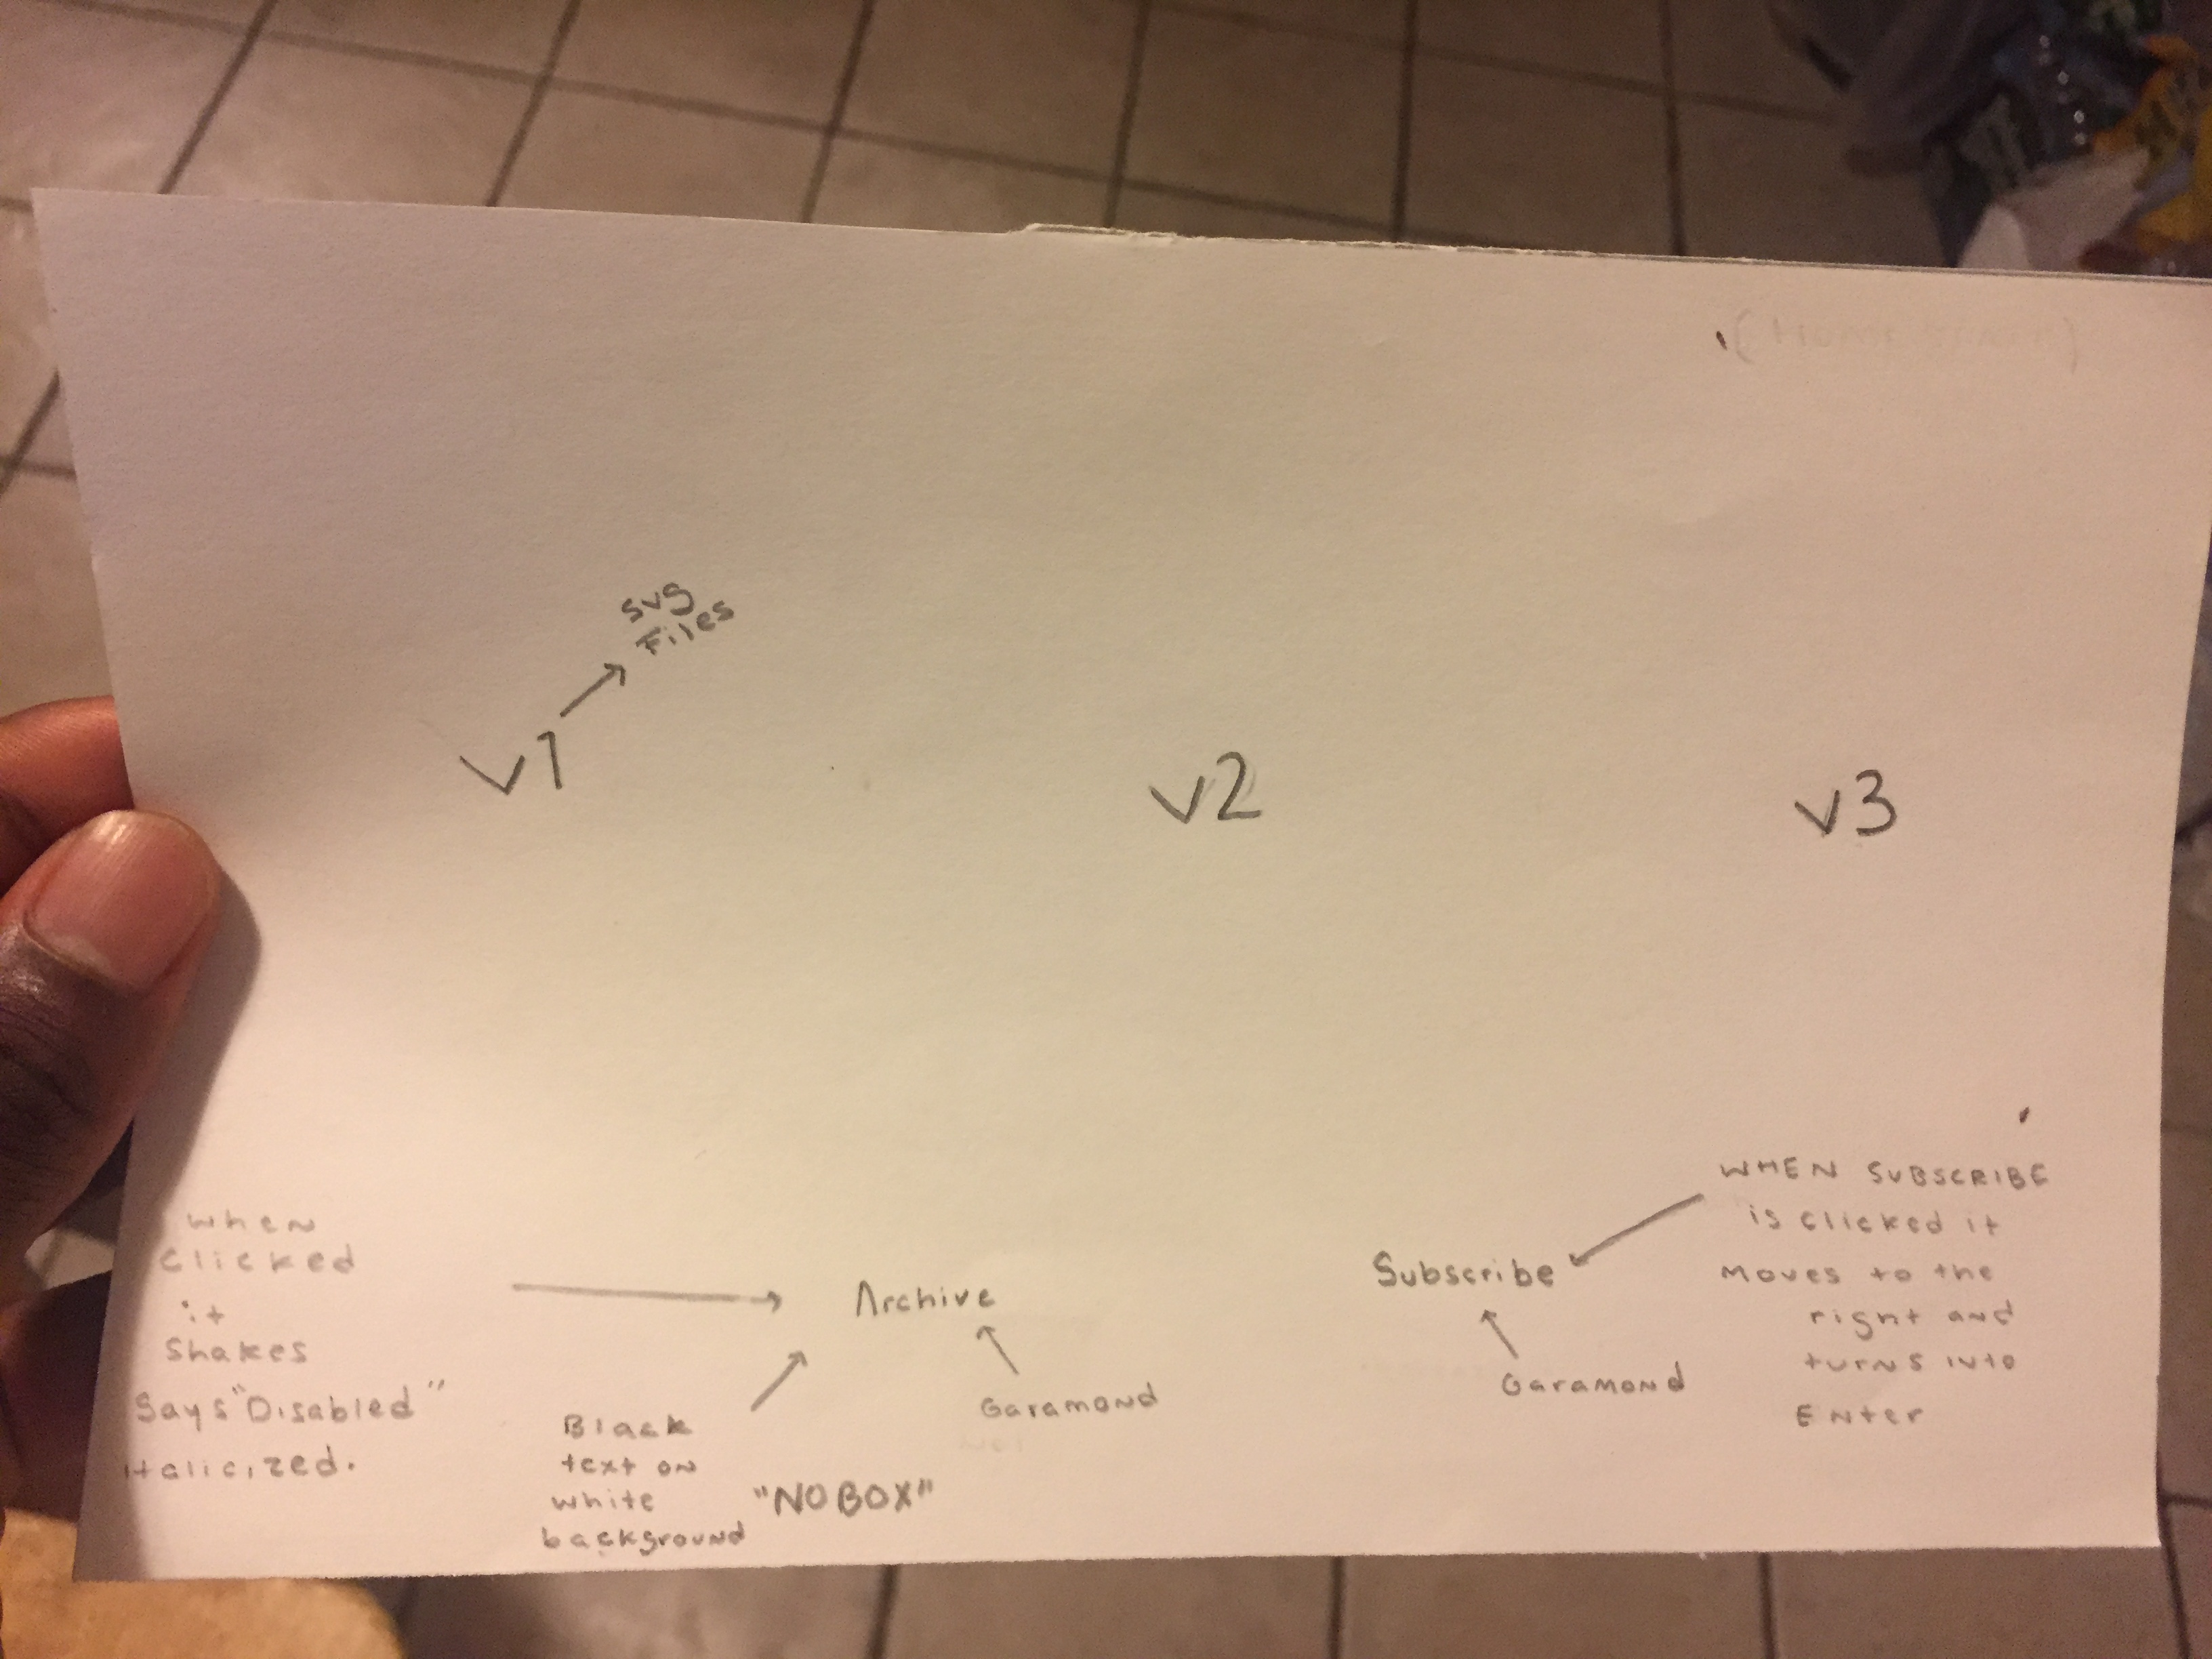 svg
Files
v1
v2
v3
when
clicked
it
shakes
says "Disabled"
italicized.
Archive
Garamond
Black
text on
white
background
"NO BOX"
Subscribe
Garamond
WHEN SUBSCRIBE
is clicked it
moves to the
right and
turns into
Enter